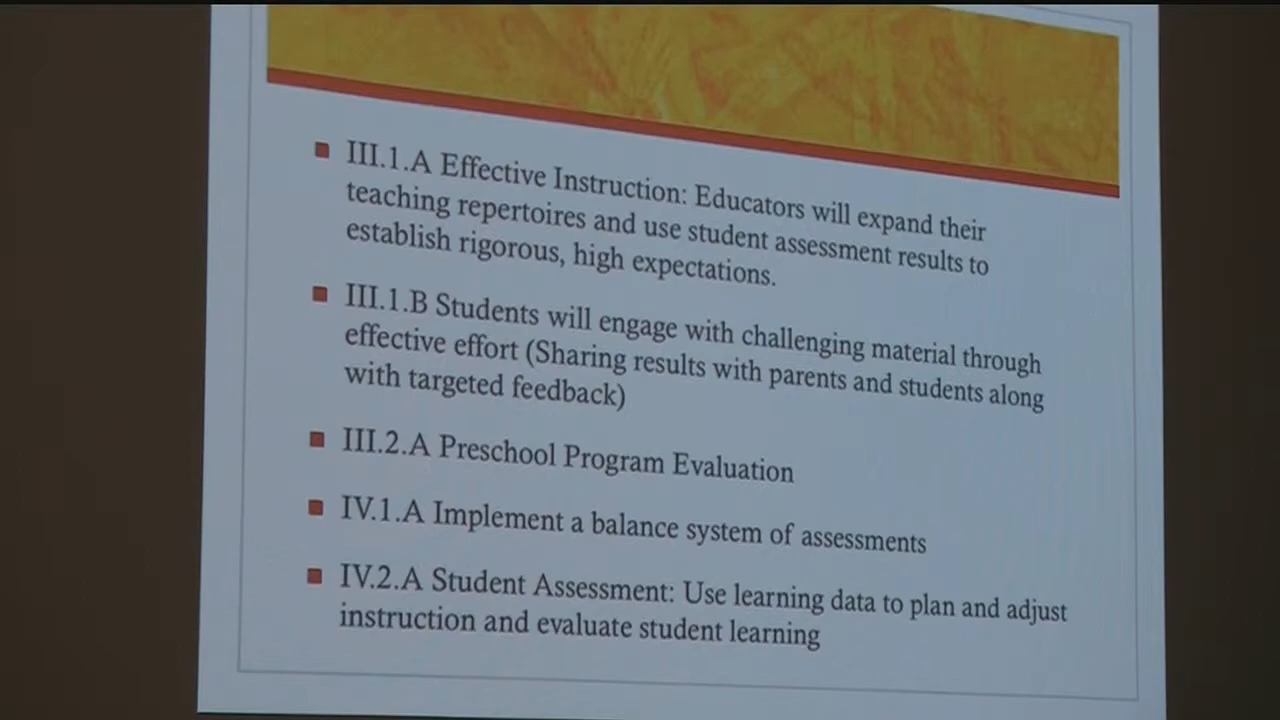 III.1.A Effective Instruction: Educators will expand their
teaching repertoires and use student assessment results to
establish rigorous, high expectations.
III.1.B Students will engage with challenging material through
effective effort (Sharing results with parents and students along
with targeted feedback)
III.2.A Preschool Program Evaluation
IV.1.A Implement a balance system of assessments
IV.2.A Student Assessment: Use learning data to plan and adjust
instruction and evaluate student learning